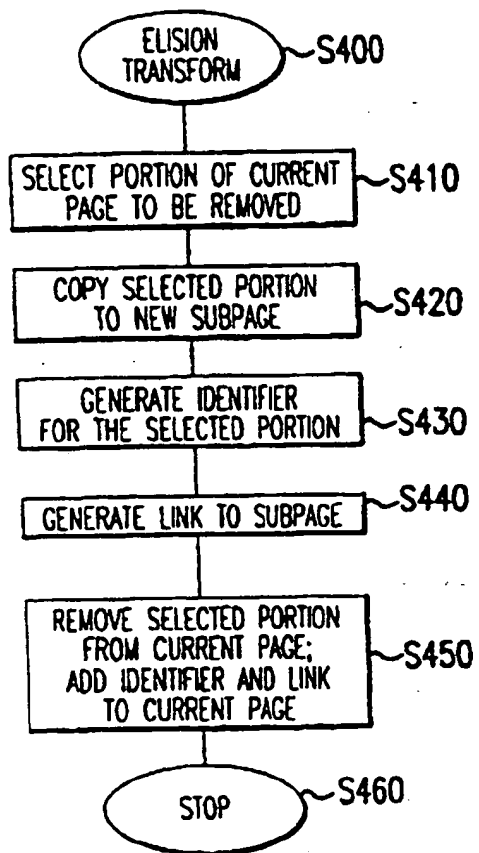 ELISION
TRANSFORM
S400
SELECT PORTION OF CURRENT
PAGE TO BE REMOVED
S410
COPY SELECTED PORTION
TO NEW SUBPAGE
S420
GENERATE IDENTIFIER
FOR THE SELECTED PORTION
S430
GENERATE LINK TO SUBPAGE
S440
REMOVE SELECTED PORTION
FROM CURRENT PAGE;
ADD IDENTIFIER AND LINK
TO CURRENT PAGE
S450
STOP
S460